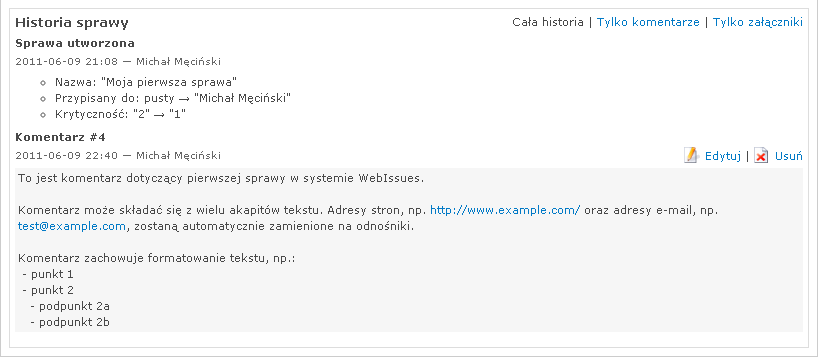 Historia sprawy
Cała historia | Tylko komentarze | Tylko załączniki
Sprawa utworzona
2011-06-09 21:08 — Michał Męciński
Nazwa: "Moja pierwsza sprawa"
Przypisany do: pusty → "Michał Męciński"
Krytyczność: "2" → "1"
Komentarz #4
2011-06-09 22:40 — Michał Męciński
Edytuj | Usuń
To jest komentarz dotyczący pierwszej sprawy w systemie WebIssues.
Komentarz może składać się z wielu akapitów tekstu. Adresy stron, np. http://www.example.com/ oraz adresy e-mail, np.
test@example.com, zostaną automatycznie zamienione na odnośniki.
Komentarz zachowuje formatowanie tekstu, np.:
- punkt 1
- punkt 2
- podpunkt 2a
- podpunkt 2b